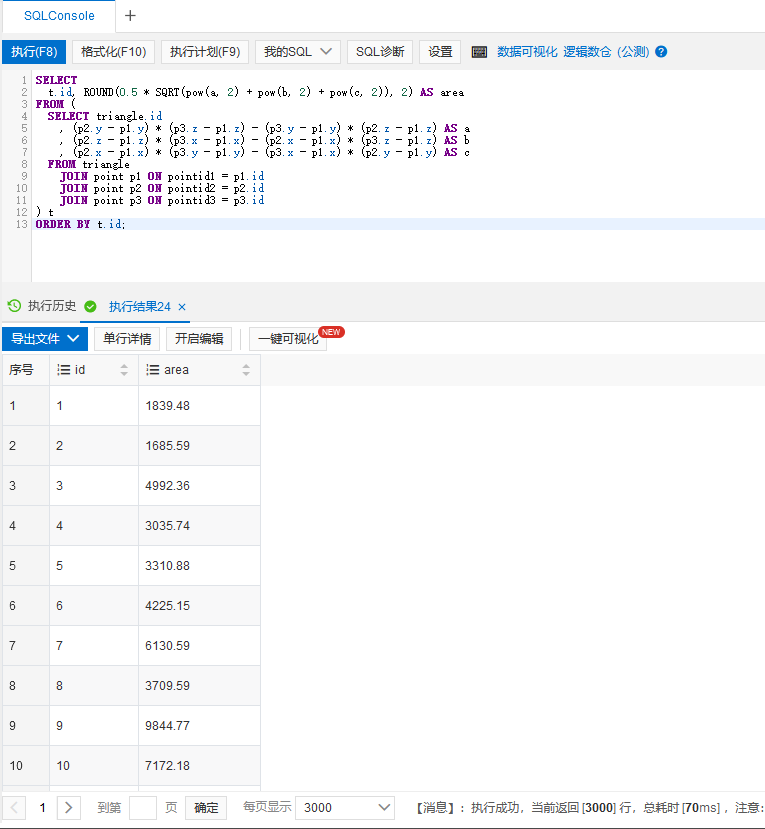 SQLConsole +
执行(F8) 格式化(F10) 执行计划(F9) 我的SQL SQL诊断 设置 数据可视化 逻辑数仓 (公测) ?
1 SELECT
2 t.id, ROUND(0.5 * SQRT(pow(a, 2) + pow(b, 2) + pow(c, 2)), 2) AS area
3 FROM (
4 SELECT triangle.id
5 , (p2.y - p1.y) * (p3.z - p1.z) - (p3.y - p1.y) * (p2.z - p1.z) AS a
6 , (p2.z - p1.z) * (p3.x - p1.x) - (p2.x - p1.x) * (p3.z - p1.z) AS b
7 , (p2.x - p1.x) * (p3.y - p1.y) - (p3.x - p1.x) * (p2.y - p1.y) AS c
8 FROM triangle
9 JOIN point p1 ON pointid1 = p1.id
10 JOIN point p2 ON pointid2 = p2.id
11 JOIN point p3 ON pointid3 = p3.id
12 ) t
13 ORDER BY t.id;
执行历史 执行结果24 ×
导出文件 单行详情 开启编辑 一键可视化 NEW
序号 id area
1 1 1839.48
2 2 1685.59
3 3 4992.36
4 4 3035.74
5 5 3310.88
6 6 4225.15
7 7 6130.59
8 8 3709.59
9 9 9844.77
10 10 7172.18
< 1 > 到第 页 确定 每页显示 3000 【消息】: 执行成功，当前返回 [3000] 行，总耗时 [70ms] ，注意: